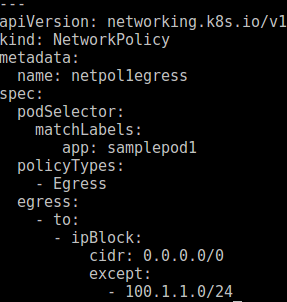 ---
apiVersion: networking.k8s.io/v1
kind: NetworkPolicy
metadata:
  name: netpol1egress
spec:
  podSelector:
    matchLabels:
        app: samplepod1
  policyTypes:
    - Egress
  egress:
    - to:
      - ipBlock:
          cidr: 0.0.0.0/0
          except:
            - 100.1.1.0/24